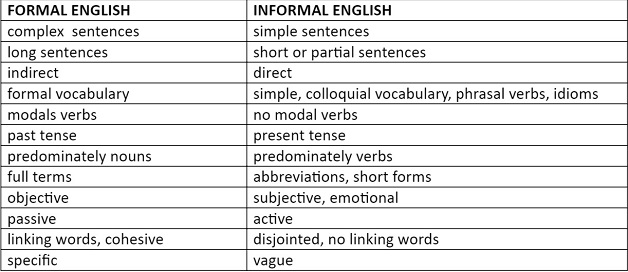 FORMAL ENGLISH INFORMAL ENGLISH
complex  sentences simple sentences
long sentences short or partial sentences
indirect direct
formal vocabulary simple, colloquial vocabulary, phrasal verbs, idioms
modals verbs no modal verbs
past tense present tense
predominately nouns predominately verbs
full terms abbreviations, short forms
objective subjective, emotional
passive active
linking words, cohesive disjointed, no linking words
specific vague